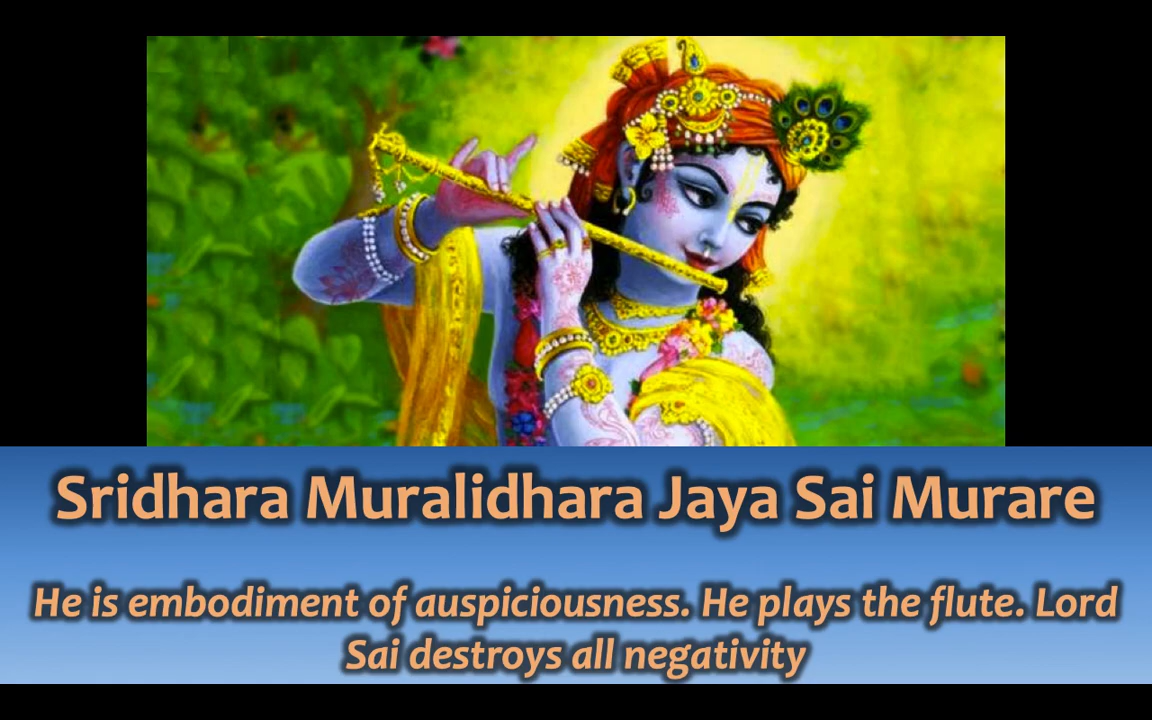 Sridhara Muralidhara Jaya Sai Murare
He is embodiment of auspiciousness. He plays the flute. Lord
Sai destroys all negativity